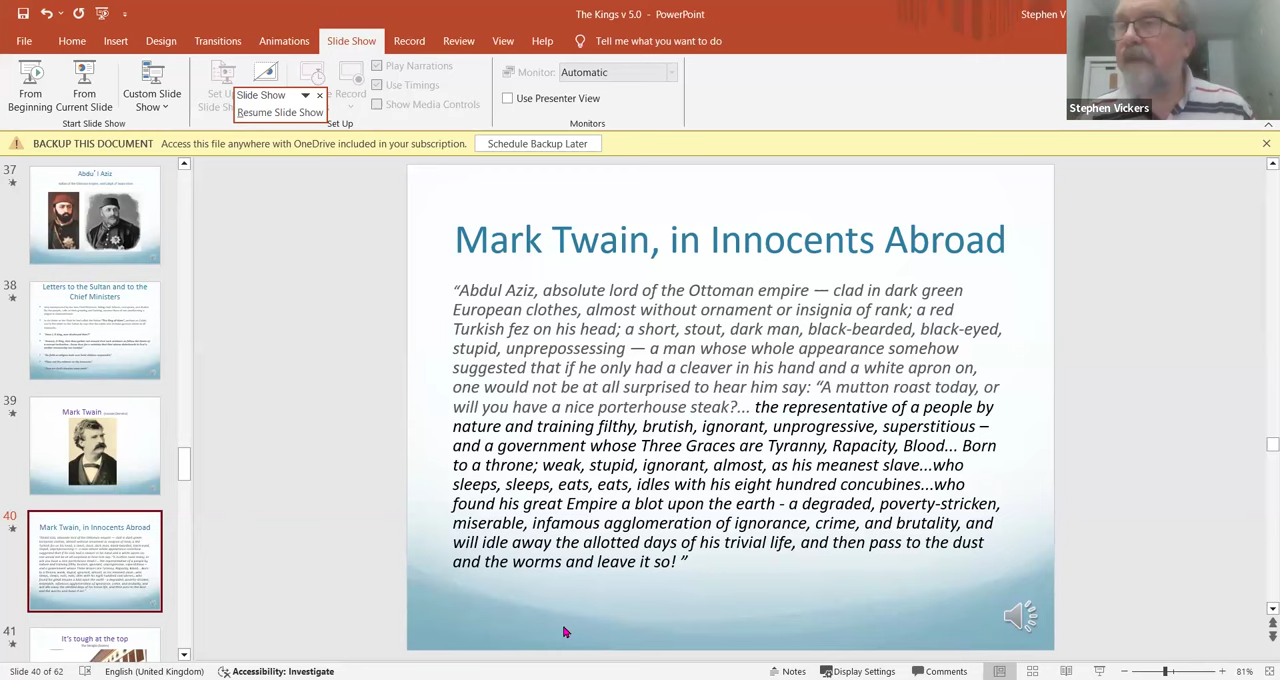 The Kings v 5.0 - PowerPoint
Stephen V
File
Home
Insert
Design
Transitions
Animations
Slide Show
Record
Review
View
Help
Tell me what you want to do
From Beginning
From Current Slide
Custom Slide Show
Start Slide Show
Set Up
Slide Sh
Slide Show
Resume Slide Show
Record
Set Up
Play Narrations
Use Timings
Show Media Controls
Monitor: Automatic
Use Presenter View
Monitors
Stephen Vickers
BACKUP THIS DOCUMENT Access this file anywhere with OneDrive included in your subscription. Schedule Backup Later
37
Abdu'l Aziz
38
Letters to the Sultan and to the
Chief Ministers
39
Mark Twain
40
Mark Twain, in Innocents Abroad
41
It's tough at the top
Mark Twain, in Innocents Abroad
“Abdul Aziz, absolute lord of the Ottoman empire — clad in dark green
European clothes, almost without ornament or insignia of rank; a red
Turkish fez on his head; a short, stout, dark man, black-bearded, black-eyed,
stupid, unprepossessing — a man whose whole appearance somehow
suggested that if he only had a cleaver in his hand and a white apron on,
one would not be at all surprised to hear him say: “A mutton roast today, or
will you have a nice porterhouse steak?... the representative of a people by
nature and training filthy, brutish, ignorant, unprogressive, superstitious –
and a government whose Three Graces are Tyranny, Rapacity, Blood... Born
to a throne; weak, stupid, ignorant, almost, as his meanest slave...who
sleeps, sleeps, eats, eats, idles with his eight hundred concubines...who
found his great Empire a blot upon the earth - a degraded, poverty-stricken,
miserable, infamous agglomeration of ignorance, crime, and brutality, and
will idle away the allotted days of his trivial life, and then pass to the dust
and the worms and leave it so! ”
Slide 40 of 62
English (United Kingdom)
Accessibility: Investigate
Notes
Display Settings
Comments
81%